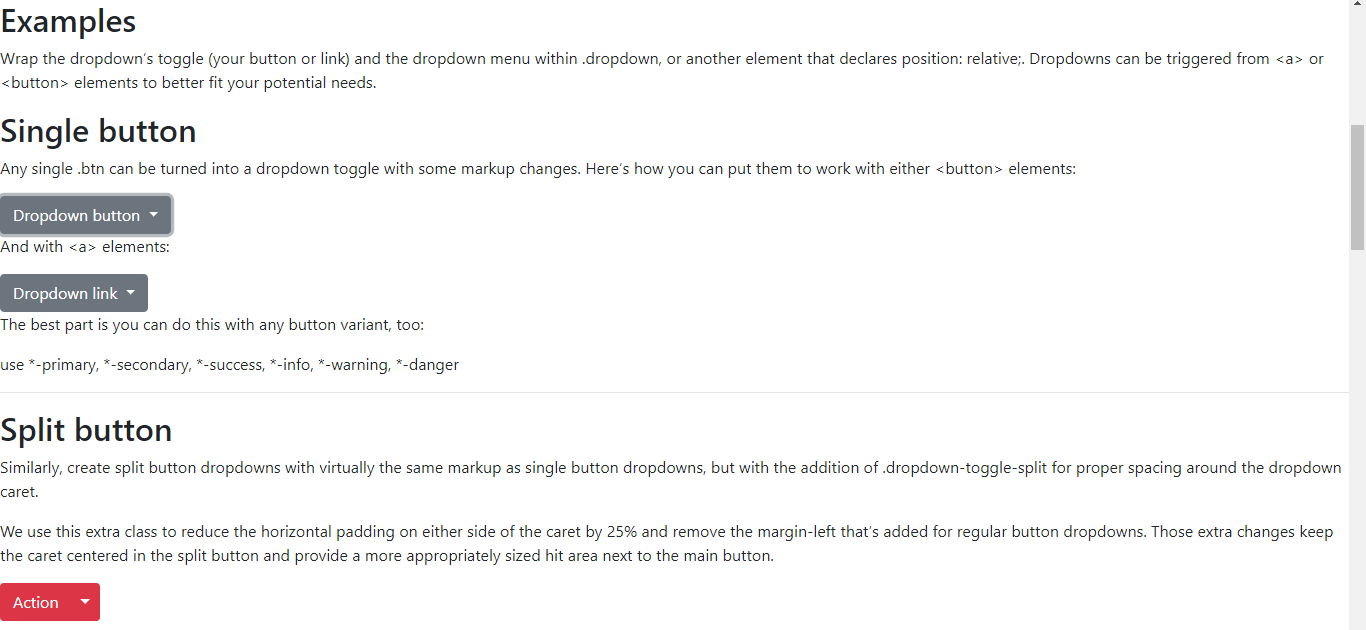 Examples
Wrap the dropdown’s toggle (your button or link) and the dropdown menu within .dropdown, or another element that declares position: relative;. Dropdowns can be triggered from <a> or
<button> elements to better fit your potential needs.
Single button
Any single .btn can be turned into a dropdown toggle with some markup changes. Here’s how you can put them to work with either <button> elements:
Dropdown button
And with <a> elements:
Dropdown link
The best part is you can do this with any button variant, too:
use *-primary, *-secondary, *-success, *-info, *-warning, *-danger
Split button
Similarly, create split button dropdowns with virtually the same markup as single button dropdowns, but with the addition of .dropdown-toggle-split for proper spacing around the dropdown
caret.
We use this extra class to reduce the horizontal padding on either side of the caret by 25% and remove the margin-left that’s added for regular button dropdowns. Those extra changes keep
the caret centered in the split button and provide a more appropriately sized hit area next to the main button.
Action